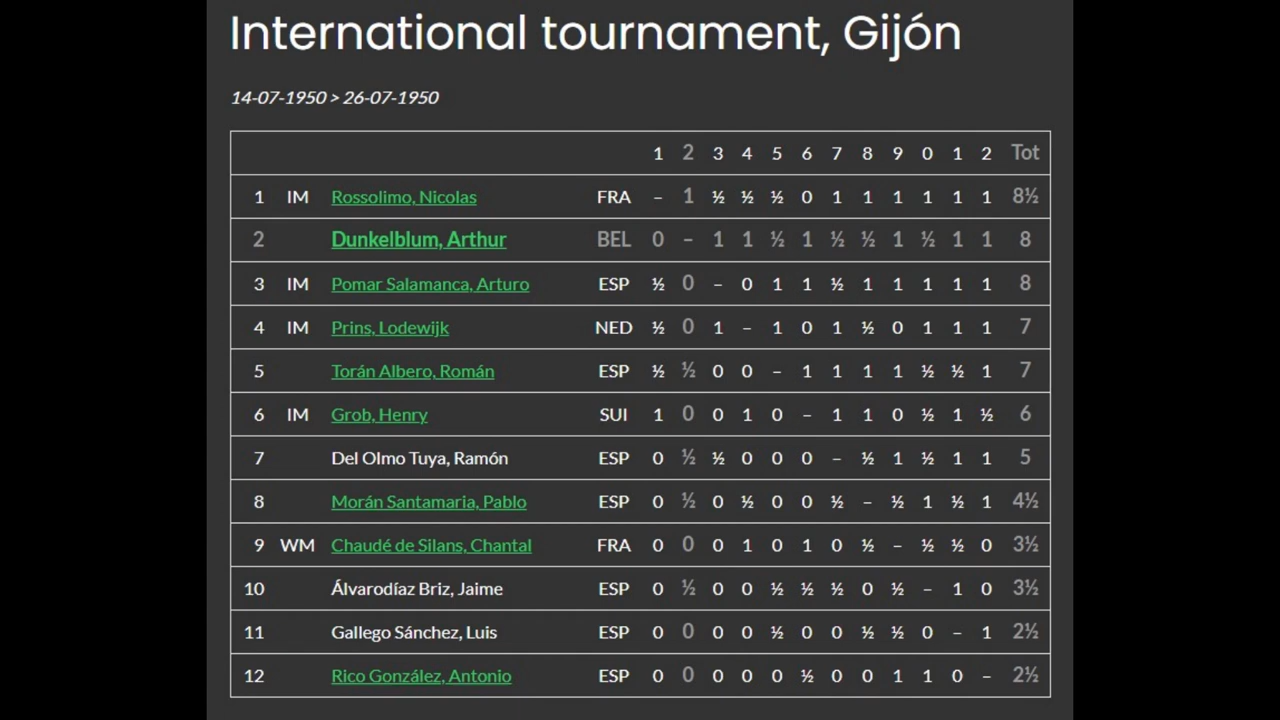 International tournament, Gijón
14-07-1950 > 26-07-1950
1 2 3 4 5 6 7 8 9 0 1 2 Tot
1 IM Rossolimo, Nicolas FRA – 1 ½ ½ ½ 0 1 1 1 1 1 1 8½
2 Dunkelblum, Arthur BEL 0 – 1 1 ½ 1 ½ ½ 1 ½ 1 1 8
3 IM Pomar Salamanca, Arturo ESP ½ 0 – 0 1 1 ½ 1 1 1 1 1 8
4 IM Prins, Lodewijk NED ½ 0 1 – 1 0 1 ½ 0 1 1 1 7
5 Torán Albero, Román ESP ½ ½ 0 0 – 1 1 1 1 ½ ½ 1 7
6 IM Grob, Henry SUI 1 0 0 1 0 – 1 1 0 ½ 1 ½ 6
7 Del Olmo Tuya, Ramón ESP 0 ½ ½ 0 0 0 – ½ 1 ½ 1 1 5
8 Morán Santamaria, Pablo ESP 0 ½ 0 ½ 0 0 ½ – ½ 1 ½ 1 4½
9 WM Chaudé de Silans, Chantal FRA 0 0 0 1 0 1 0 ½ – ½ ½ 0 3½
10 Álvarodíaz Briz, Jaime ESP 0 ½ 0 0 ½ ½ ½ 0 ½ – 1 0 3½
11 Gallego Sánchez, Luis ESP 0 0 0 0 ½ 0 0 ½ ½ 0 – 1 2½
12 Rico González, Antonio ESP 0 0 0 0 0 ½ 0 0 1 1 0 – 2½